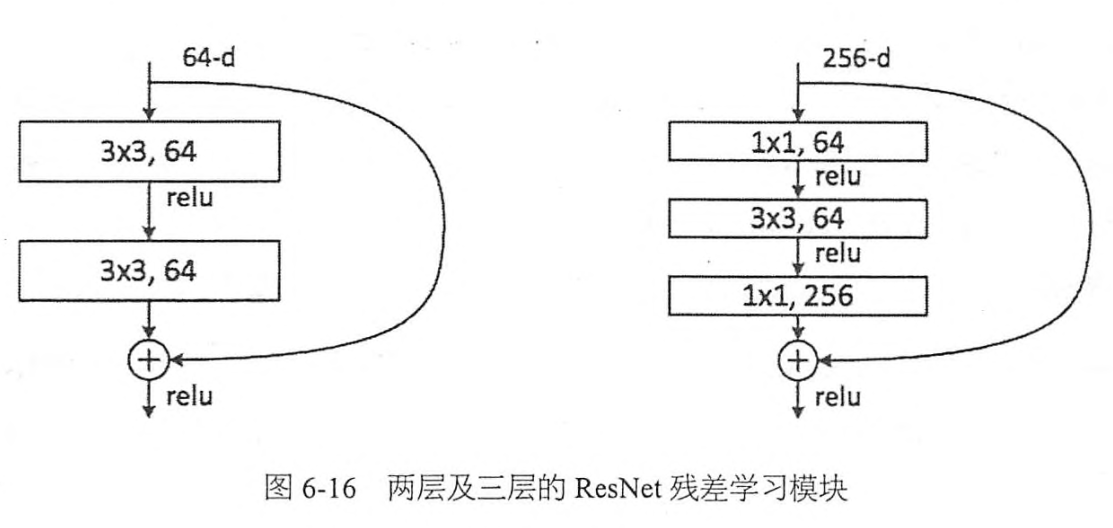 64-d
3x3, 64
relu
3x3, 64
+
relu
256-d
1x1, 64
relu
3x3, 64
relu
1x1, 256
+
relu
图 6-16 两层及三层的 ResNet 残差学习模块